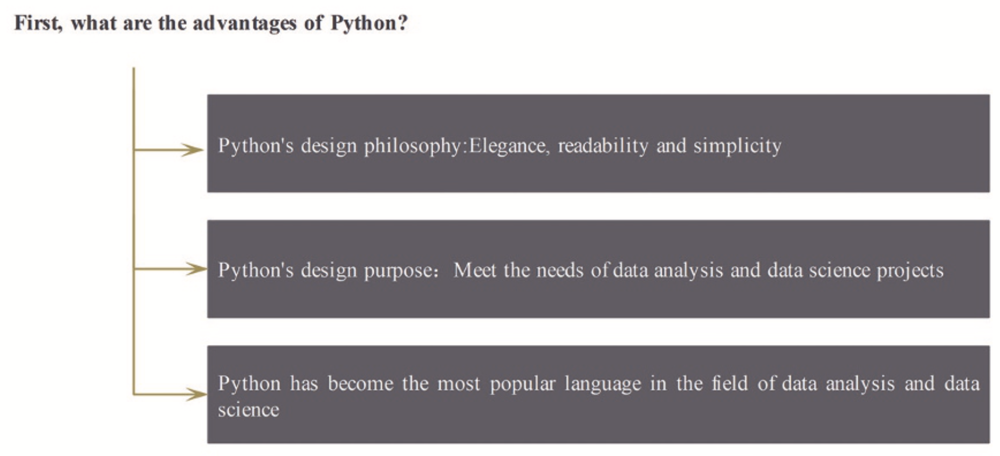 First, what are the advantages of Python?
Python's design philosophy:Elegance, readability and simplicity
Python's design purpose： Meet the needs of data analysis and data science projects
Python has become the most popular language in the field of data analysis and data
science